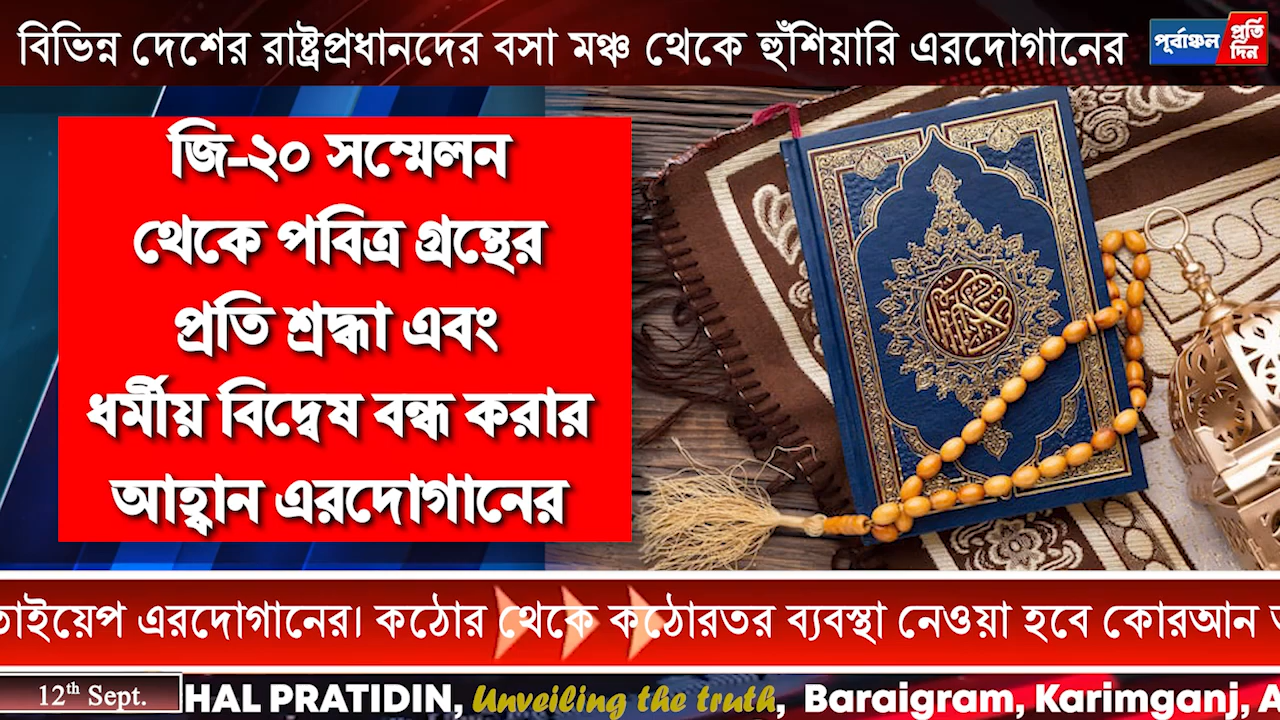 বিভিন্ন দেশের রাষ্ট্রপ্রধানদের বসা মঞ্চ থেকে হুঁশিয়ারি এরদোগানের
পূর্বাঞ্চল প্রতি দিন
জি-২০ সম্মেলন
থেকে পবিত্র গ্রন্থের
প্রতি শ্রদ্ধা এবং
ধর্মীয় বিদ্বেষ বন্ধ করার
আহ্বান এরদোগানের
তাইয়েপ এরদোগানের। কঠোর থেকে কঠোরতর ব্যবস্থা নেওয়া হবে কোরআন
12th Sept.
HAL PRATIDIN, Unveiling the truth, Baraigram, Karimganj, A